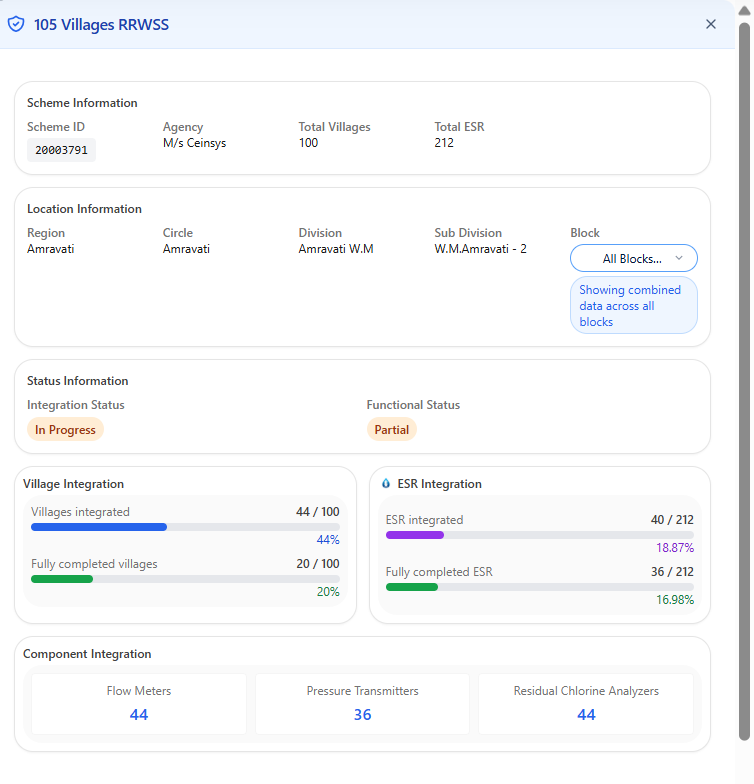 105 Villages RRWSS
Scheme Information
Scheme ID
20003791
Agency
M/s Ceinsys
Total Villages
100
Total ESR
212
Location Information
Region
Amravati
Circle
Amravati
Division
Amravati W.M
Sub Division
W.M.Amravati - 2
Block
All Blocks...
Showing combined
data across all
blocks
Status Information
Integration Status
In Progress
Functional Status
Partial
Village Integration
Villages integrated
44 / 100
44%
Fully completed villages
20 / 100
20%
ESR Integration
ESR integrated
40 / 212
18.87%
Fully completed ESR
36 / 212
16.98%
Component Integration
Flow Meters
44
Pressure Transmitters
36
Residual Chlorine Analyzers
44